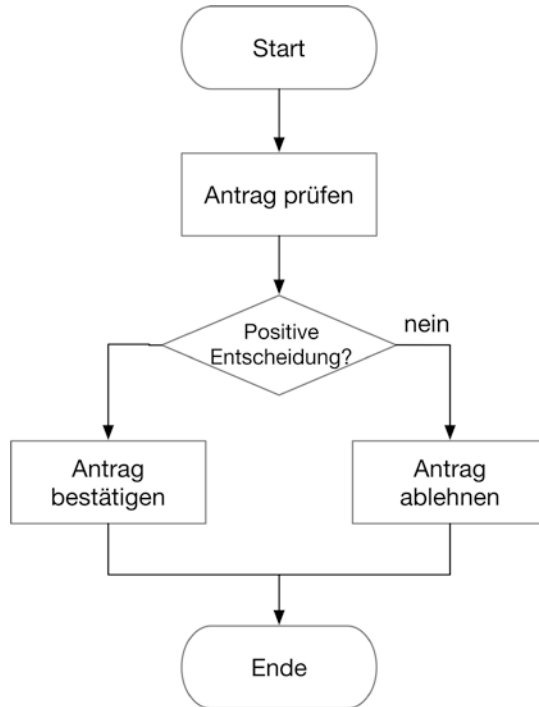 Start
Antrag prüfen
Positive
Entscheidung?
nein
Antrag
bestätigen
Antrag
ablehnen
Ende